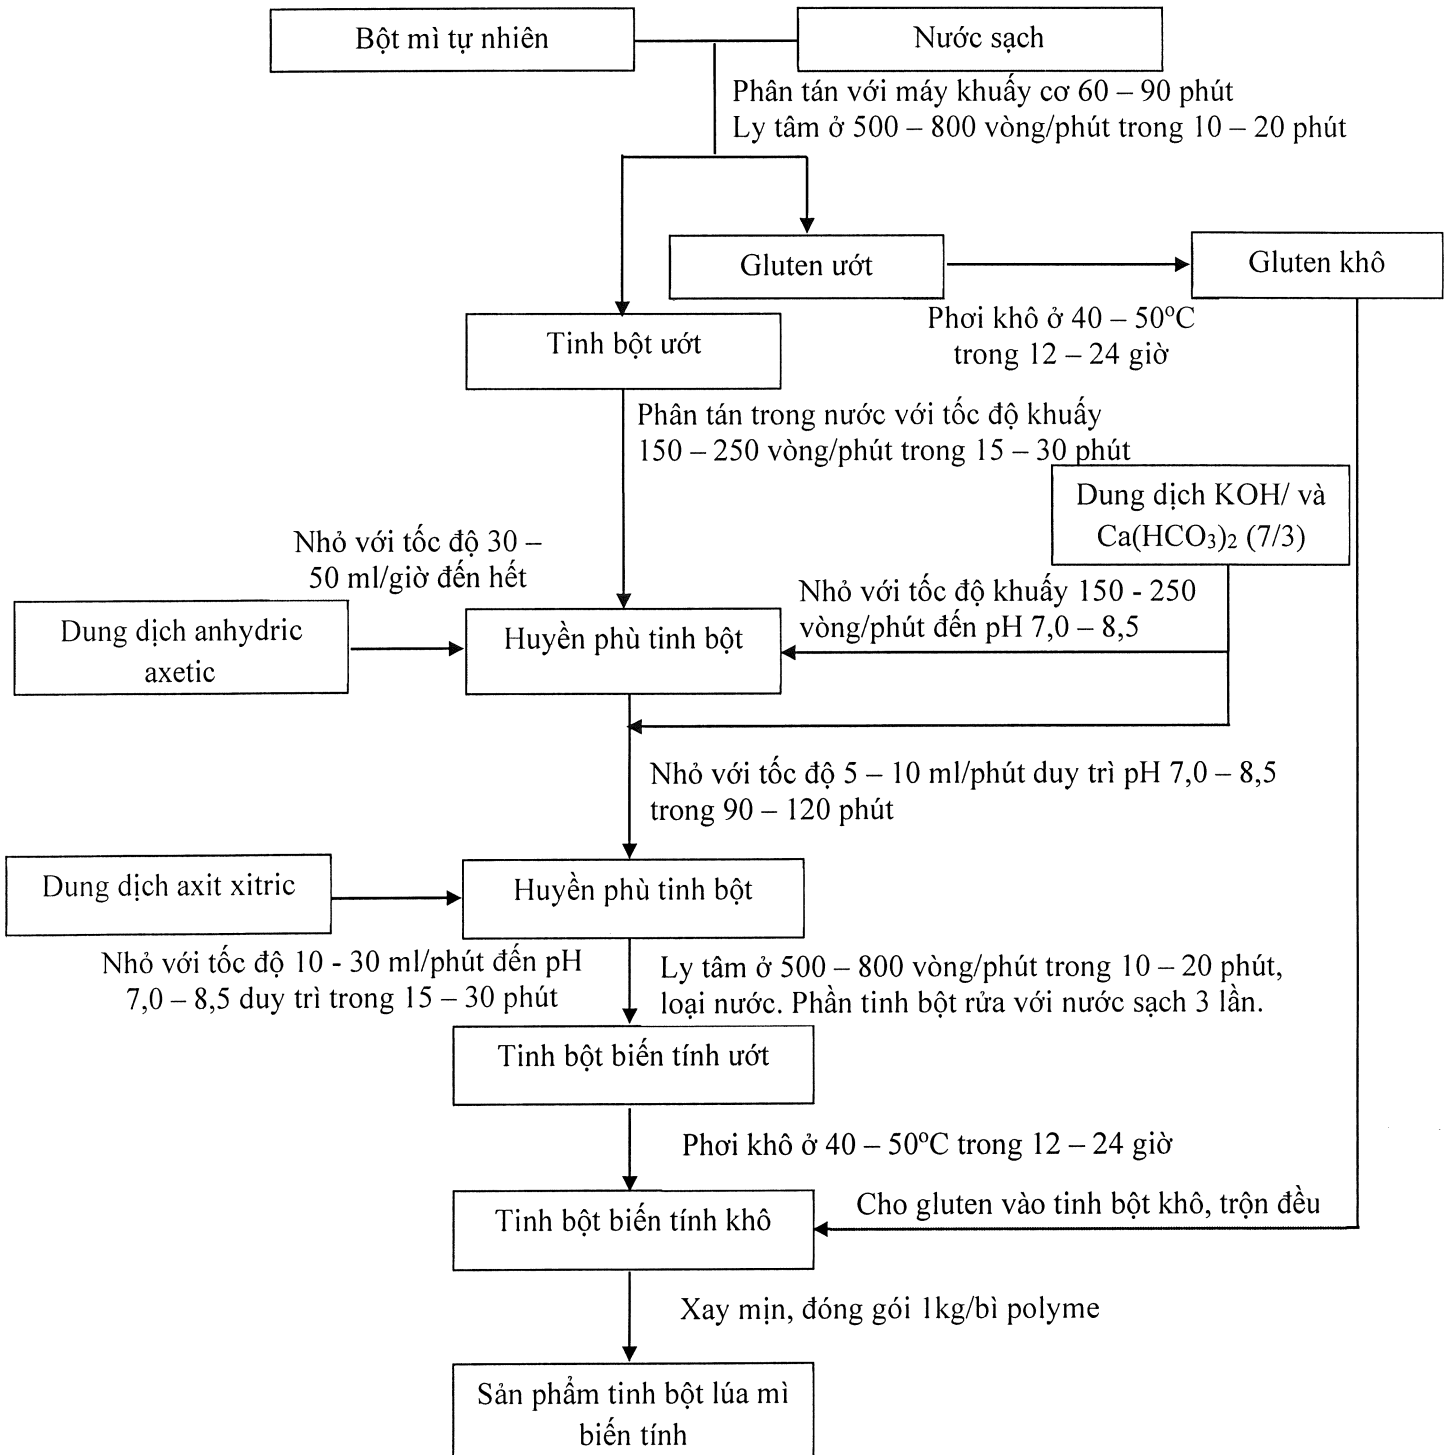 Bột mì tự nhiên
Nước sạch
Phân tán với máy khuấy cơ 60 – 90 phút
Ly tâm ở 500 – 800 vòng/phút trong 10 – 20 phút
Gluten ướt
Gluten khô
Phơi khô ở 40 – 50ºC
trong 12 – 24 giờ
Tinh bột ướt
Phân tán trong nước với tốc độ khuấy
150 – 250 vòng/phút trong 15 – 30 phút
Dung dịch KOH/ và
Ca(HCO₃)₂ (7/3)
Nhỏ với tốc độ 30 –
50 ml/giờ đến hết
Nhỏ với tốc độ khuấy 150 - 250
vòng/phút đến pH 7,0 – 8,5
Dung dịch anhydric
axetic
Huyền phù tinh bột
Nhỏ với tốc độ 5 – 10 ml/phút duy trì pH 7,0 – 8,5
trong 90 – 120 phút
Dung dịch axit xitric
Huyền phù tinh bột
Nhỏ với tốc độ 10 - 30 ml/phút đến pH
7,0 – 8,5 duy trì trong 15 – 30 phút
Ly tâm ở 500 – 800 vòng/phút trong 10 – 20 phút,
loại nước. Phần tinh bột rửa với nước sạch 3 lần.
Tinh bột biến tính ướt
Phơi khô ở 40 – 50ºC trong 12 – 24 giờ
Tinh bột biến tính khô
Cho gluten vào tinh bột khô, trộn đều
Xay mịn, đóng gói 1kg/bì polyme
Sản phẩm tinh bột lúa mì
biến tính